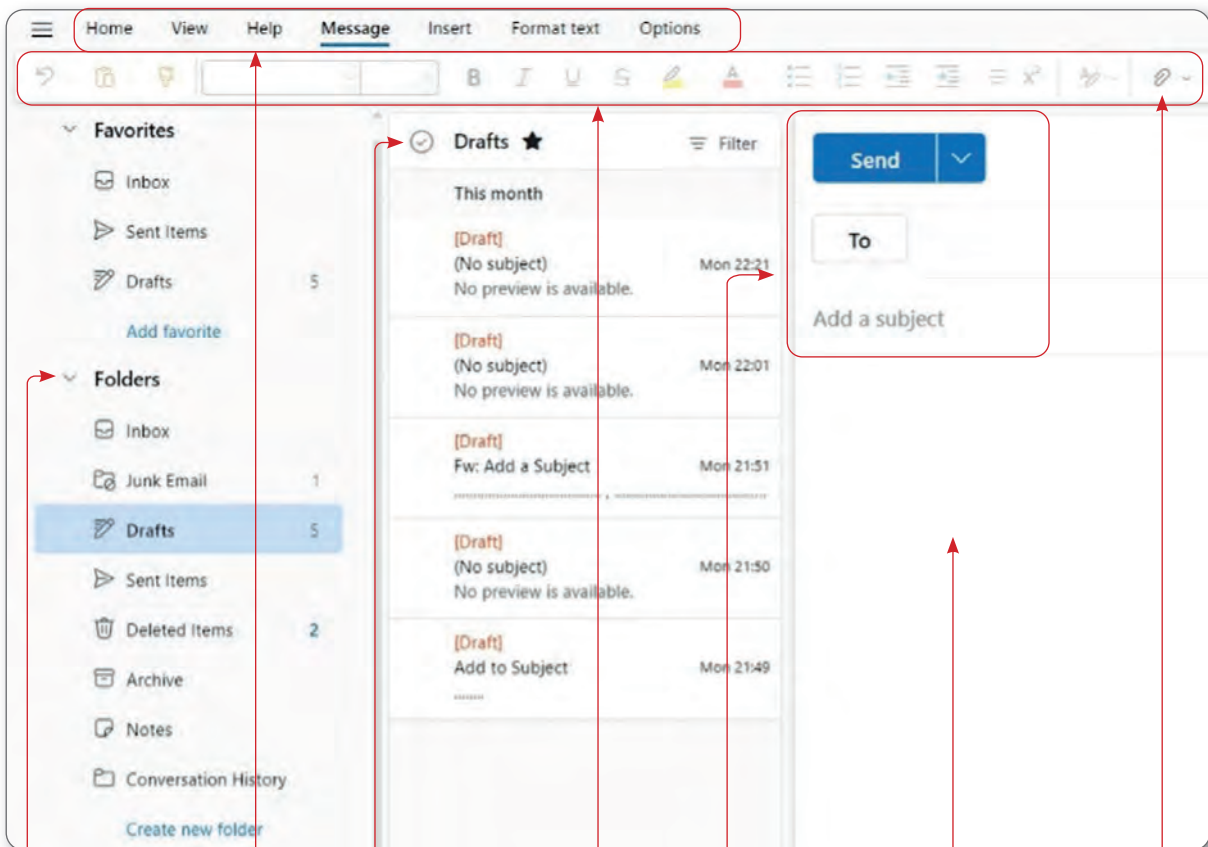 Home View Help Message Insert Format text Options
B I U S A x²
Favorites
Inbox
Sent Items
Drafts 5
Add favorite
Folders
Inbox
Junk Email 1
Drafts 5
Sent Items
Deleted Items 2
Archive
Notes
Conversation History
Create new folder
Drafts Filter
This month
[Draft]
(No subject) Mon 22:21
No preview is available.
[Draft]
(No subject) Mon 22:01
No preview is available.
[Draft]
Fw: Add a Subject Mon 21:51
[Draft]
(No subject) Mon 21:50
No preview is available.
[Draft]
Add to Subject Mon 21:49
Send
To
Add a subject